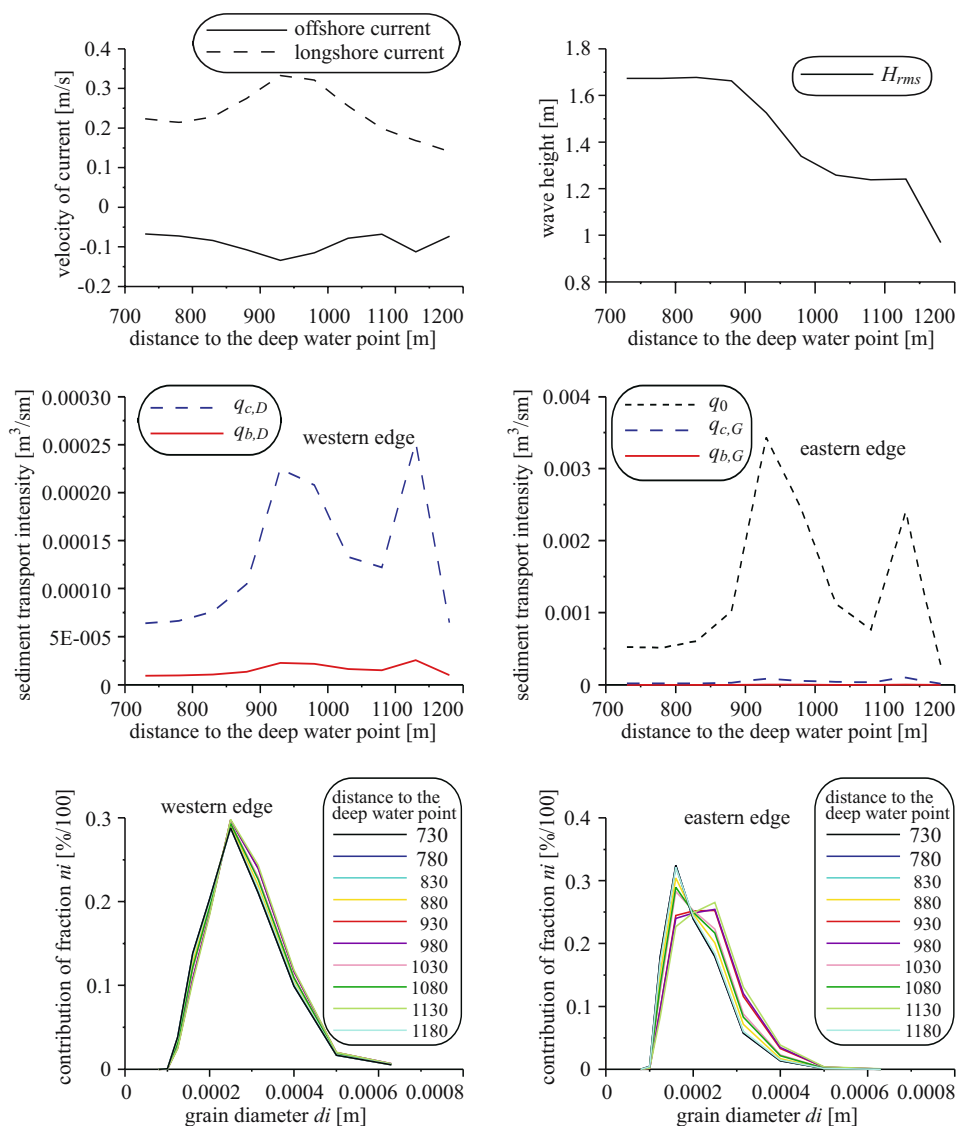 offshore current
longshore current
velocity of current [m/s]
0.4
0.3
0.2
0.1
0
-0.1
-0.2
700 800 900 1000 1100 1200
distance to the deep water point [m]
H_rms
wave height [m]
1.8
1.6
1.4
1.2
1
0.8
700 800 900 1000 1100 1200
distance to the deep water point [m]
q_c,D
q_b,D
western edge
sediment transport intensity [m³/sm]
0.00030
0.00025
0.00020
0.00015
0.00010
5E-005
0
700 800 900 1000 1100 1200
distance to the deep water point [m]
q_0
q_c,G
q_b,G
eastern edge
sediment transport intensity [m³/sm]
0.004
0.003
0.002
0.001
0
700 800 900 1000 1100 1200
distance to the deep water point [m]
western edge
distance to the
deep water point
730
780
830
880
930
980
1030
1080
1130
1180
contribution of fraction ni [%/100]
0.3
0.2
0.1
0
0 0.0002 0.0004 0.0006 0.0008
grain diameter di [m]
eastern edge
distance to the
deep water point
730
780
830
880
930
980
1030
1080
1130
1180
contribution of fraction ni [%/100]
0.4
0.3
0.2
0.1
0
0 0.0002 0.0004 0.0006 0.0008
grain diameter di [m]